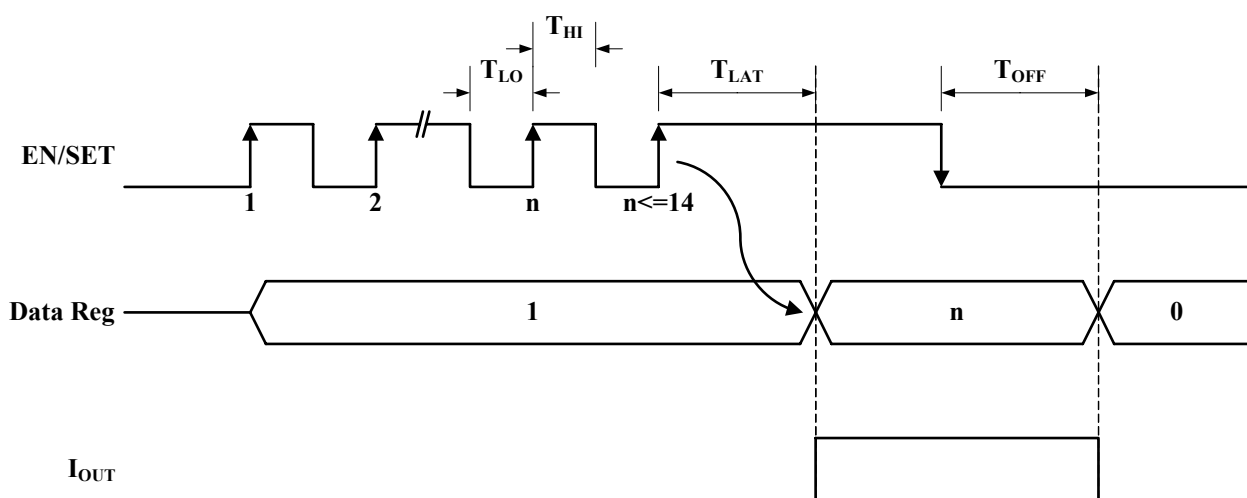 T_HI
T_LO T_LAT T_OFF
EN/SET
1 2 n n<=14
Data Reg 1 n 0
I_OUT